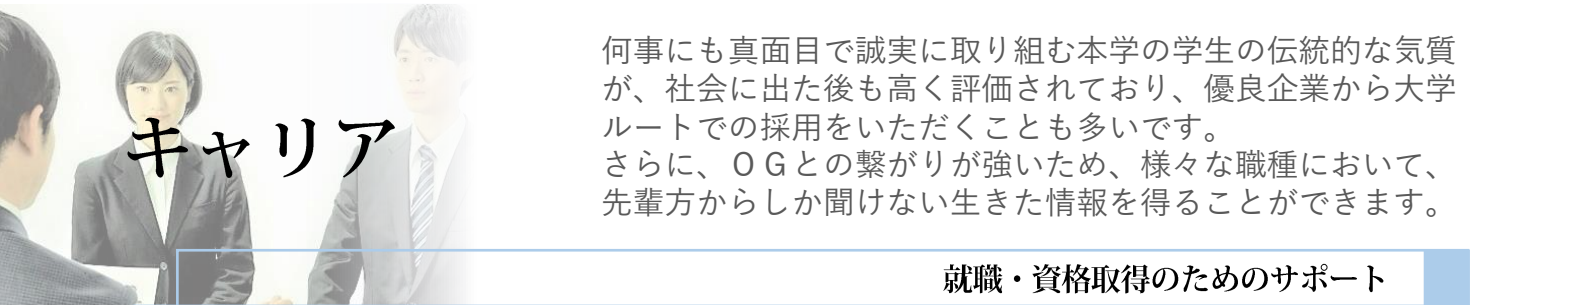 キャリア
何事にも真面目で誠実に取り組む本学の学生の伝統的な気質
が、社会に出た後も高く評価されており、優良企業から大学
ルートでの採用をいただくことも多いです。
さらに、ＯＧとの繋がりが強いため、様々な職種において、
先輩方からしか聞けない生きた情報を得ることができます。
就職・資格取得のためのサポート